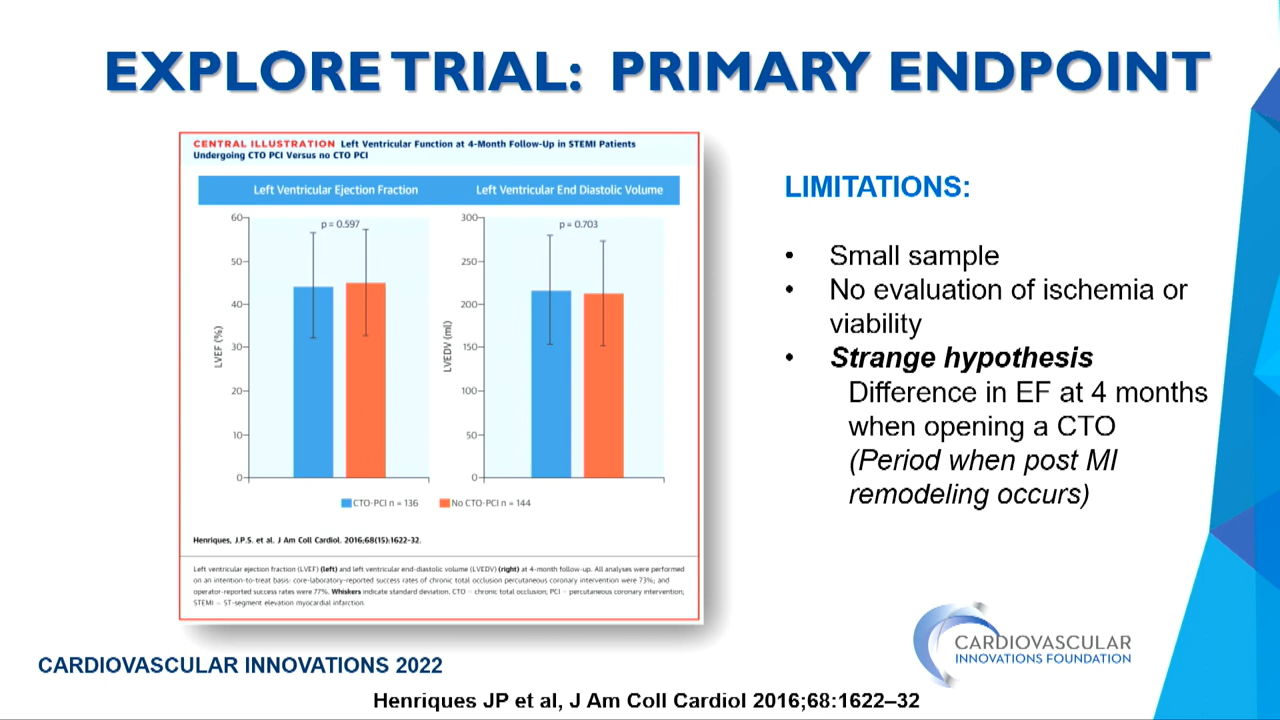 EXPLORE TRIAL: PRIMARY ENDPOINT
CENTRAL ILLUSTRATION Left Ventricular Function at 4-Month Follow-Up in STEMI Patients
Undergoing CTO PCI Versus no CTO PCI
Left Ventricular Ejection Fraction
Left Ventricular End Diastolic Volume
60
50
40
30
20
10
0
LVEF (%)
p = 0.597
300
250
200
150
100
50
0
LVEDV (ml)
p = 0.703
CTO-PCI n = 136
No CTO-PCI n = 144
Henriques, J.P.S. et al. J Am Coll Cardiol. 2016;68(15):1622-32.
Left ventricular ejection fraction (LVEF) (left) and left ventricular end-diastolic volume (LVEDV) (right) at 4-month follow-up. All analyses were performed
on an intention-to-treat basis: core-laboratory-reported success rates of chronic total occlusion percutaneous coronary intervention were 73%; and
operator-reported success rates were 77%. Whiskers indicate standard deviation. CTO = chronic total occlusion; PCI = percutaneous coronary intervention;
STEMI = ST-segment elevation myocardial infarction.
LIMITATIONS:
• Small sample
• No evaluation of ischemia or
viability
• Strange hypothesis
Difference in EF at 4 months
when opening a CTO
(Period when post MI
remodeling occurs)
CARDIOVASCULAR
INNOVATIONS FOUNDATION
CARDIOVASCULAR INNOVATIONS 2022
Henriques JP et al, J Am Coll Cardiol 2016;68:1622–32